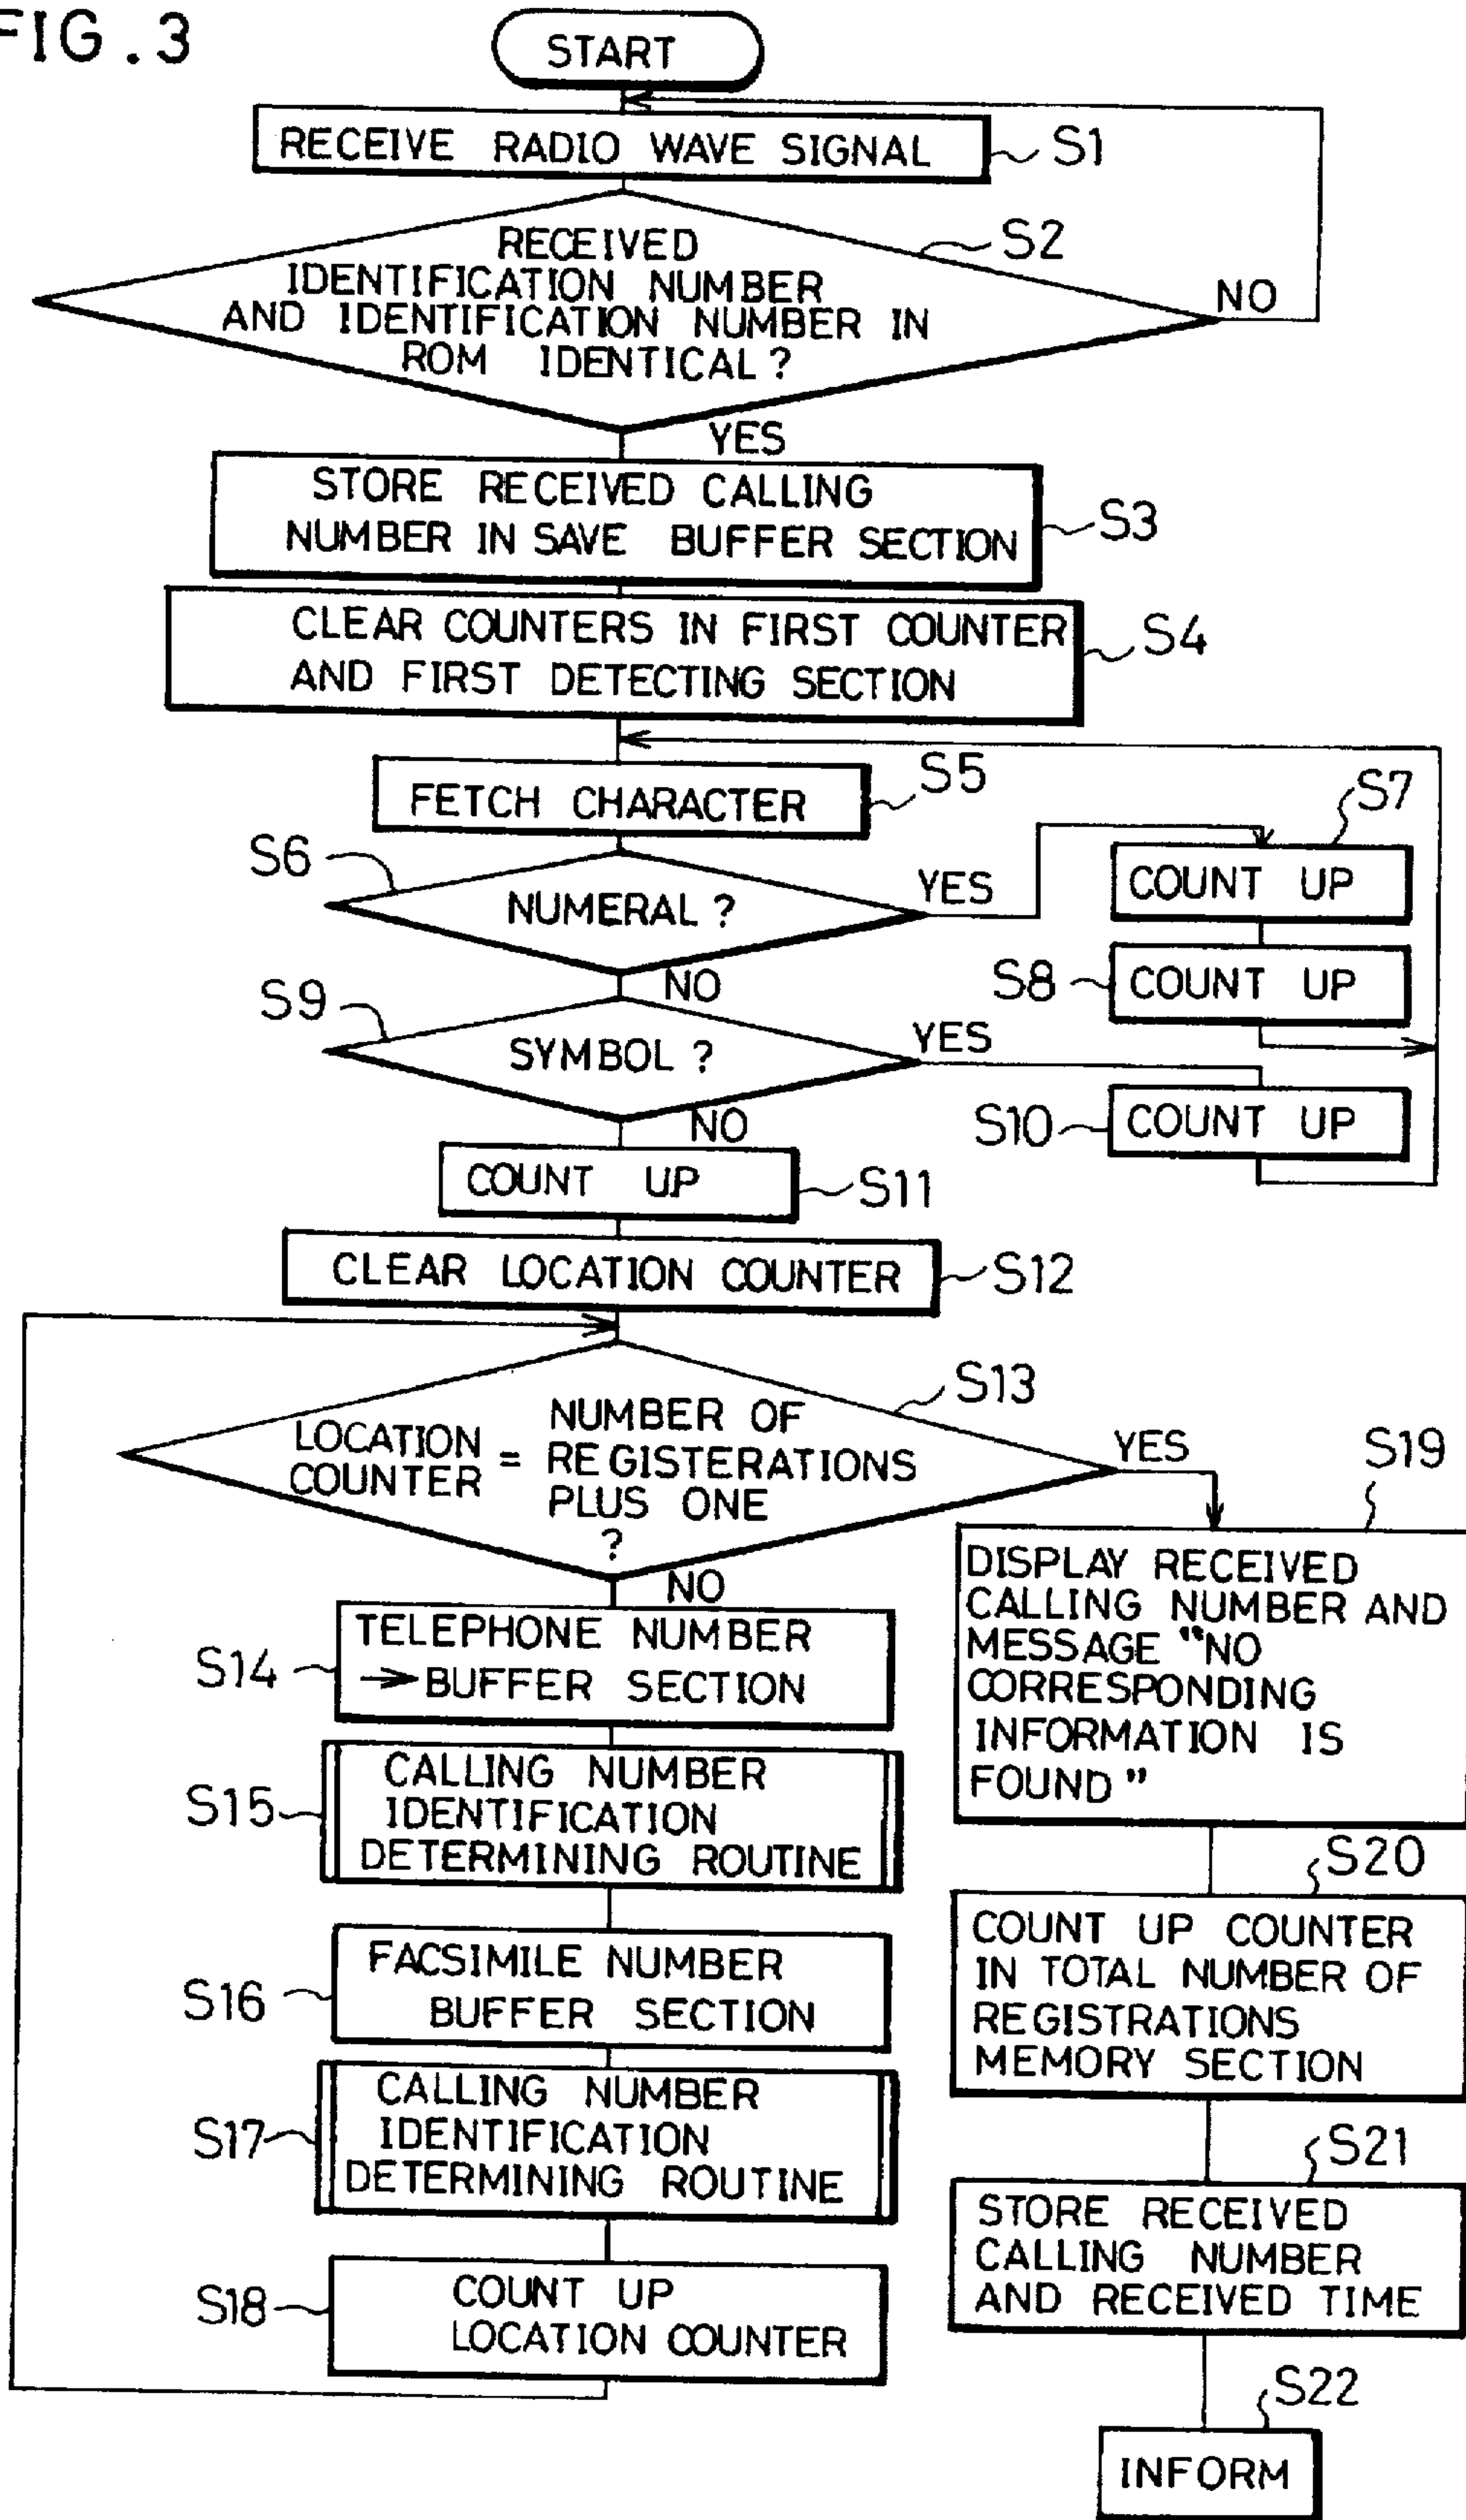 FIG.3
START
RECEIVE RADIO WAVE SIGNAL
S1
RECEIVED
IDENTIFICATION NUMBER
AND IDENTIFICATION NUMBER IN
ROM IDENTICAL?
S2
NO
YES
STORE RECEIVED CALLING
NUMBER IN SAVE BUFFER SECTION
S3
CLEAR COUNTERS IN FIRST COUNTER
AND FIRST DETECTING SECTION
S4
FETCH CHARACTER
S5
S6
NUMERAL?
YES
S7
COUNT UP
S8
COUNT UP
NO
S9
SYMBOL?
YES
S10
COUNT UP
NO
COUNT UP
S11
CLEAR LOCATION COUNTER
S12
S13
LOCATION
COUNTER
=
NUMBER OF
REGISTERATIONS
PLUS ONE
?
YES
NO
S14
TELEPHONE NUMBER
→BUFFER SECTION
S15
CALLING NUMBER
IDENTIFICATION
DETERMINING ROUTINE
S16
FACSIMILE NUMBER
BUFFER SECTION
S17
CALLING NUMBER
IDENTIFICATION
DETERMINING ROUTINE
S18
COUNT UP
LOCATION COUNTER
S19
DISPLAY RECEIVED
CALLING NUMBER AND
MESSAGE "NO
CORRESPONDING
INFORMATION IS
FOUND"
S20
COUNT UP COUNTER
IN TOTAL NUMBER OF
REGISTRATIONS
MEMORY SECTION
S21
STORE RECEIVED
CALLING NUMBER
AND RECEIVED TIME
S22
INFORM